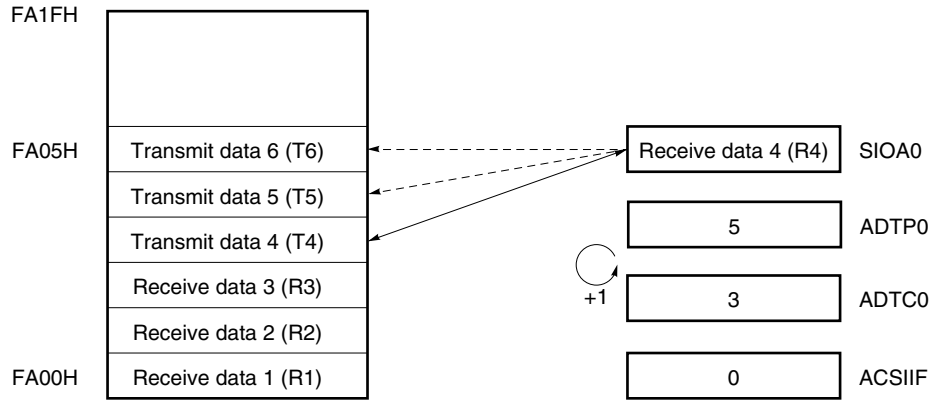 FA1FH
FA05H Transmit data 6 (T6) Receive data 4 (R4) SIOA0
Transmit data 5 (T5)
5 ADTP0
Transmit data 4 (T4)
Receive data 3 (R3)
+1 3 ADTC0
Receive data 2 (R2)
FA00H Receive data 1 (R1) 0 ACSIIF